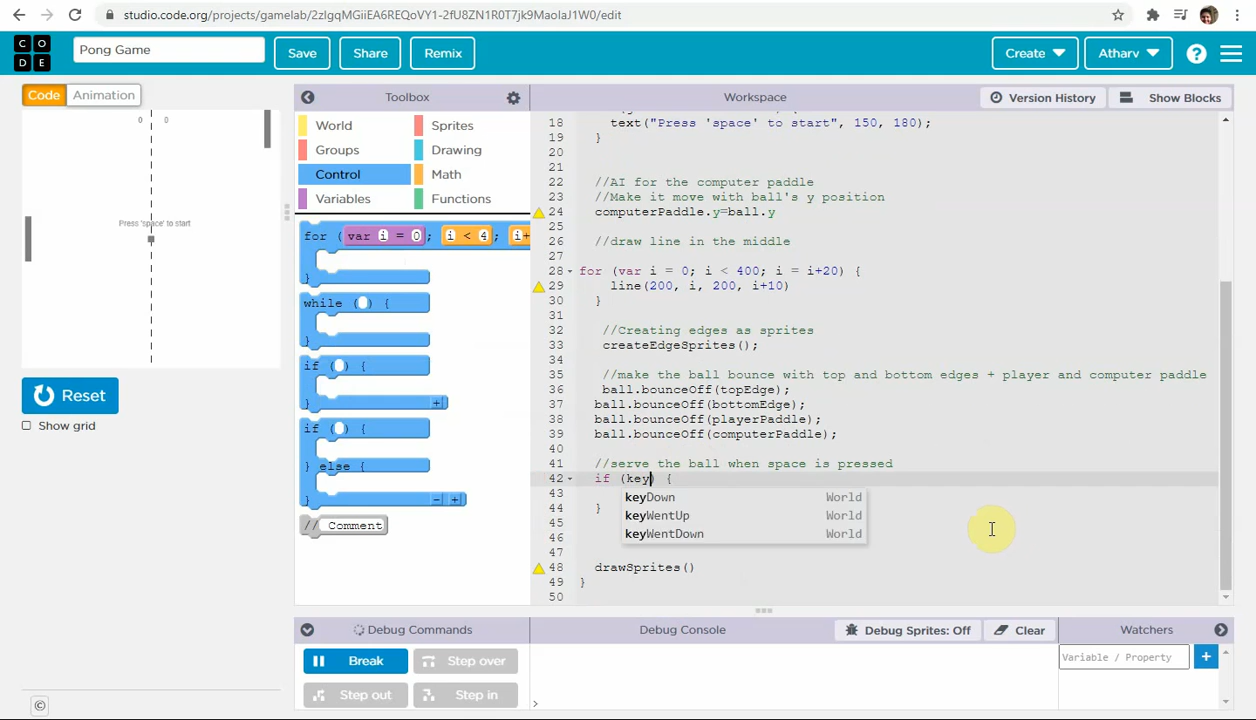 studio.code.org/projects/gamelab/2zIgqMGiiEA6REQoVY1-2fU8ZN1R0T7jk9MaoIaJ1W0/edit
CODE
Pong Game
Save
Share
Remix
Create
Atharv
?
Code
Animation
Toolbox
Workspace
Version History
Show Blocks
0 0
Press 'space' to start
Reset
Show grid
World
Sprites
Groups
Drawing
Control
Math
Variables
Functions
for ( var i = 0 ; i < 4 ; i+
}
while ( ) {
}
if ( ) {
} +
if ( ) {
} else {
} - +
// Comment
18 text("Press 'space' to start", 150, 180);
19 }
20
21
22 //AI for the computer paddle
23 //Make it move with ball's y position
24 computerPaddle.y=ball.y
25
26 //draw line in the middle
27
28 for (var i = 0; i < 400; i = i+20) {
29 line(200, i, 200, i+10)
30 }
31
32 //Creating edges as sprites
33 createEdgeSprites();
34
35 //make the ball bounce with top and bottom edges + player and computer paddle
36 ball.bounceOff(topEdge);
37 ball.bounceOff(bottomEdge);
38 ball.bounceOff(playerPaddle);
39 ball.bounceOff(computerPaddle);
40
41 //serve the ball when space is pressed
42 if (key) {
43
44 }
45
46
47
48 drawSprites()
49 }
50
keyDown World
keyWentUp World
keyWentDown World
Debug Commands
Debug Console
Debug Sprites: Off
Clear
Watchers
Break
Step over
Step out
Step in
Variable / Property
+
>
©